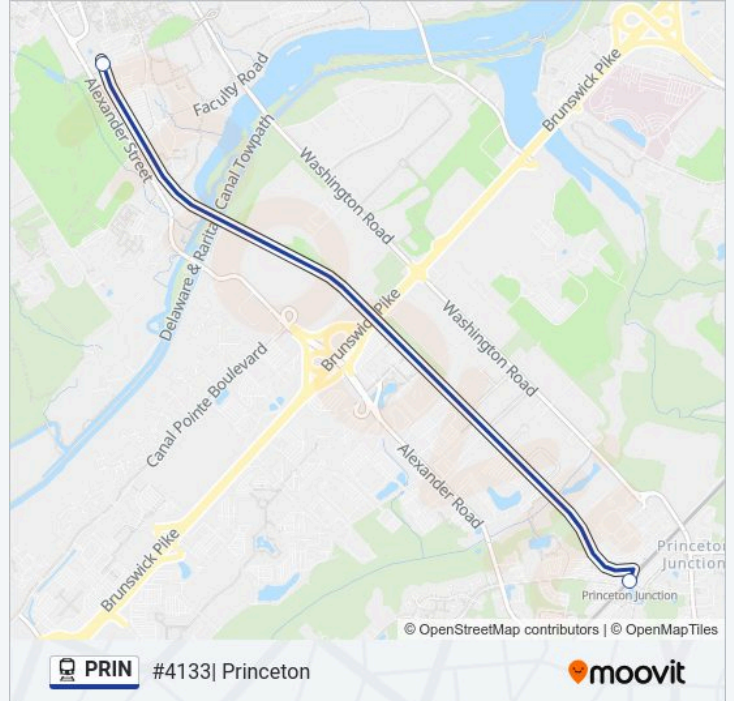 Faculty Road
Brunswick Pike
Alexander Street
Delaware & Raritan Canal Towpath
Washington Road
Brunswick Pike
Washington Road
Canal Pointe Boulevard
Alexander Road
Brunswick Pike
Princeton
Junction
Princeton Junction
© OpenStreetMap contributors | © OpenMapTiles
PRIN #4133| Princeton
moovit